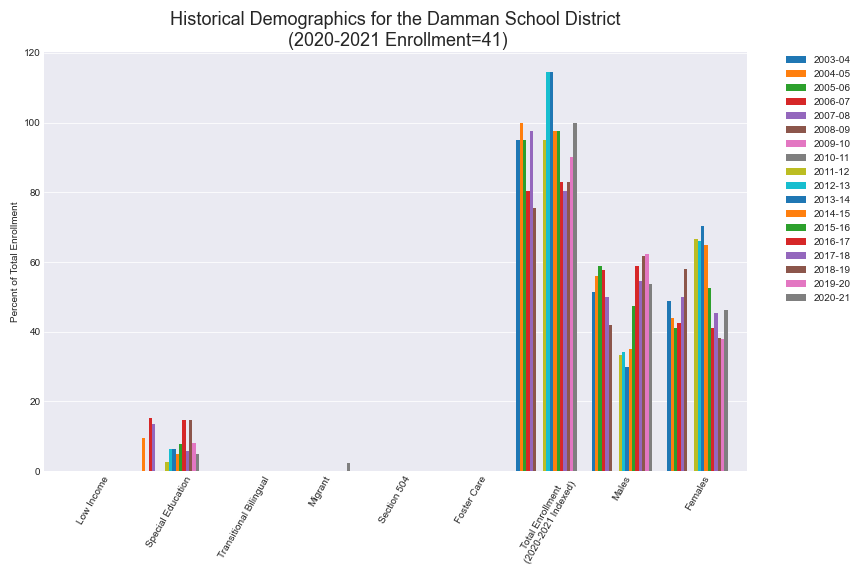 Historical Demographics for the Damman School District
(2020-2021 Enrollment=41)
Percent of Total Enrollment
120
100
80
60
40
20
0
Low Income
Special Education
Transitional Bilingual
Migrant
Section 504
Foster Care
Total Enrollment
(2020-2021 Indexed)
Males
Females
2003-04
2004-05
2005-06
2006-07
2007-08
2008-09
2009-10
2010-11
2011-12
2012-13
2013-14
2014-15
2015-16
2016-17
2017-18
2018-19
2019-20
2020-21